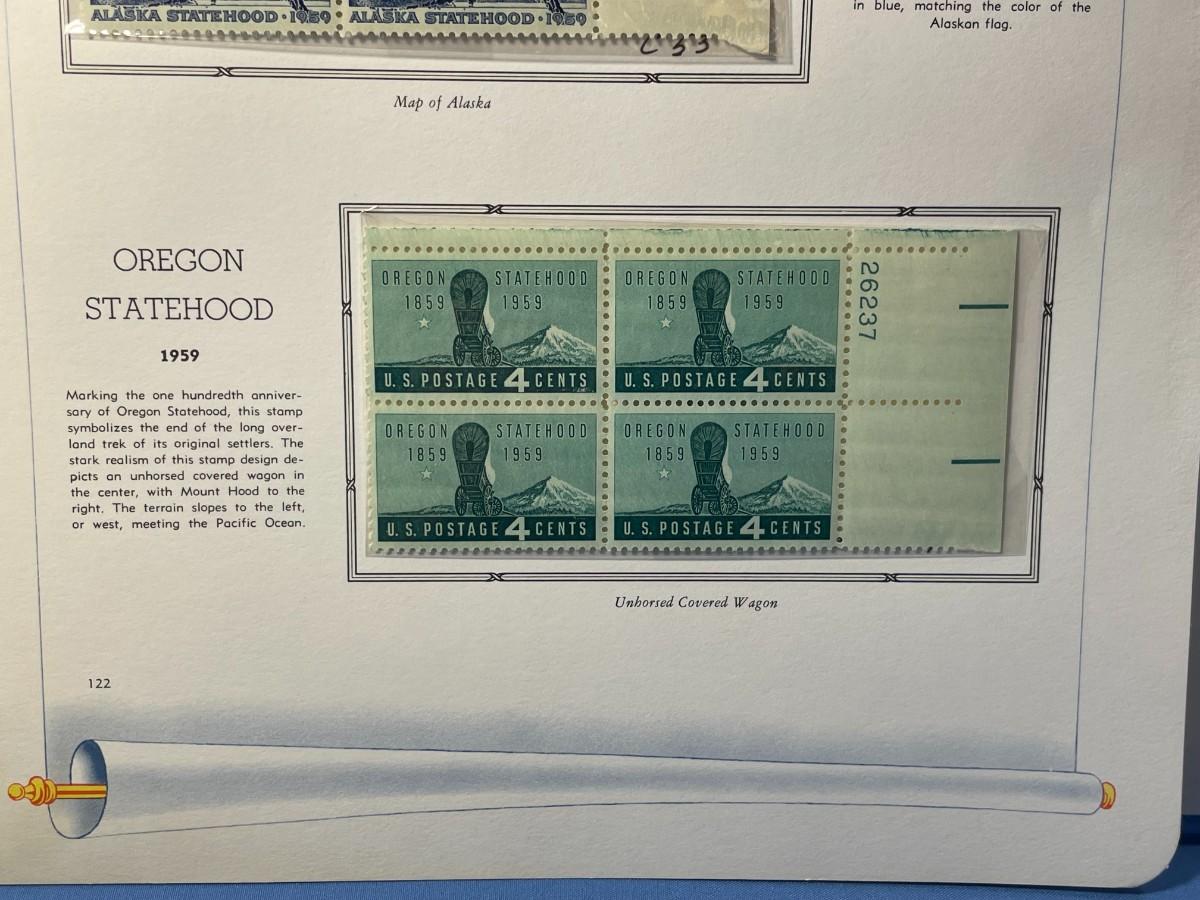 ALASKA STATEHOOD · 1959 ALASKA STATEHOOD · 1959
C 53
in blue, matching the color of the
Alaskan flag.
Map of Alaska
OREGON
STATEHOOD
1959
Marking the one hundredth anniver-
sary of Oregon Statehood, this stamp
symbolizes the end of the long over-
land trek of its original settlers. The
stark realism of this stamp design de-
picts an unhorsed covered wagon in
the center, with Mount Hood to the
right. The terrain slopes to the left,
or west, meeting the Pacific Ocean.
OREGON STATEHOOD
1859 1959
U.S. POSTAGE 4 CENTS
OREGON STATEHOOD
1859 1959
U.S. POSTAGE 4 CENTS
26237
OREGON STATEHOOD
1859 1959
U.S. POSTAGE 4 CENTS
OREGON STATEHOOD
1859 1959
U.S. POSTAGE 4 CENTS
Unhorsed Covered Wagon
122